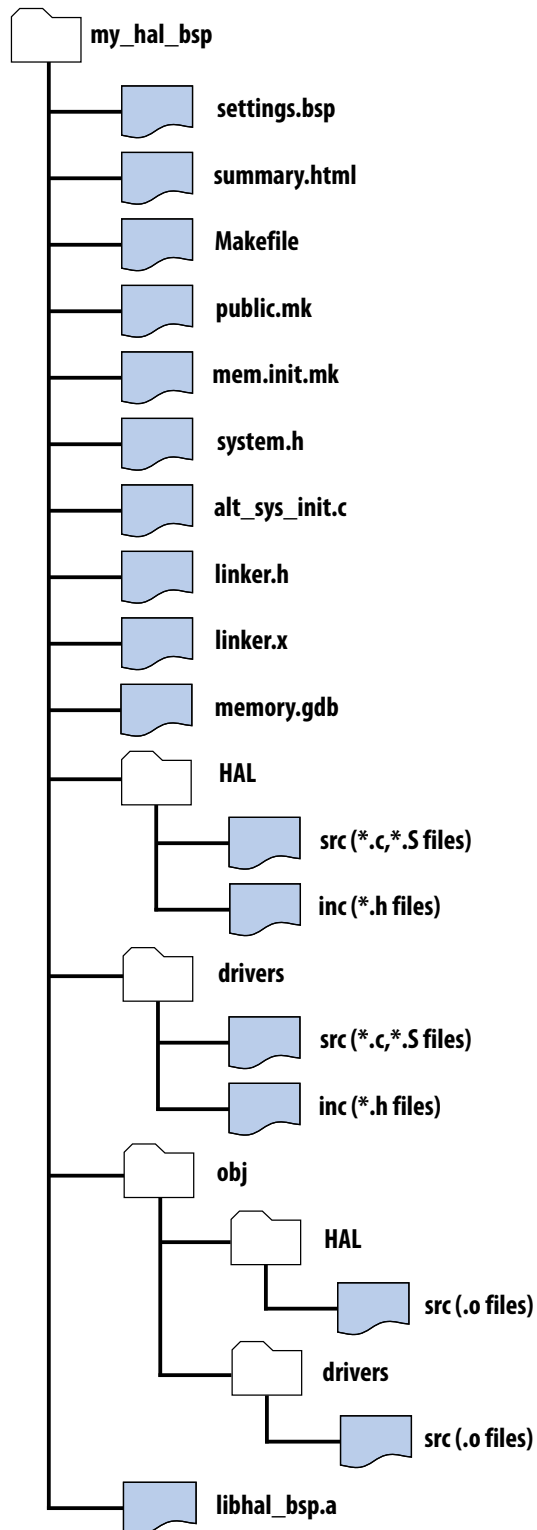 my_hal_bsp
settings.bsp
summary.html
Makefile
public.mk
mem.init.mk
system.h
alt_sys_init.c
linker.h
linker.x
memory.gdb
HAL
src (*.c,*.S files)
inc (*.h files)
drivers
src (*.c,*.S files)
inc (*.h files)
obj
HAL
src (.o files)
drivers
src (.o files)
libhal_bsp.a